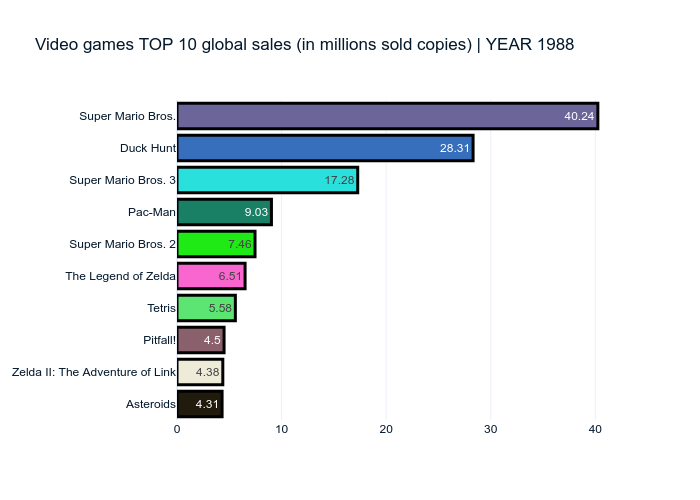 Video games TOP 10 global sales (in millions sold copies) | YEAR 1988
Super Mario Bros. 40.24
Duck Hunt 28.31
Super Mario Bros. 3 17.28
Pac-Man 9.03
Super Mario Bros. 2 7.46
The Legend of Zelda 6.51
Tetris 5.58
Pitfall! 4.5
Zelda II: The Adventure of Link 4.38
Asteroids 4.31
0 10 20 30 40